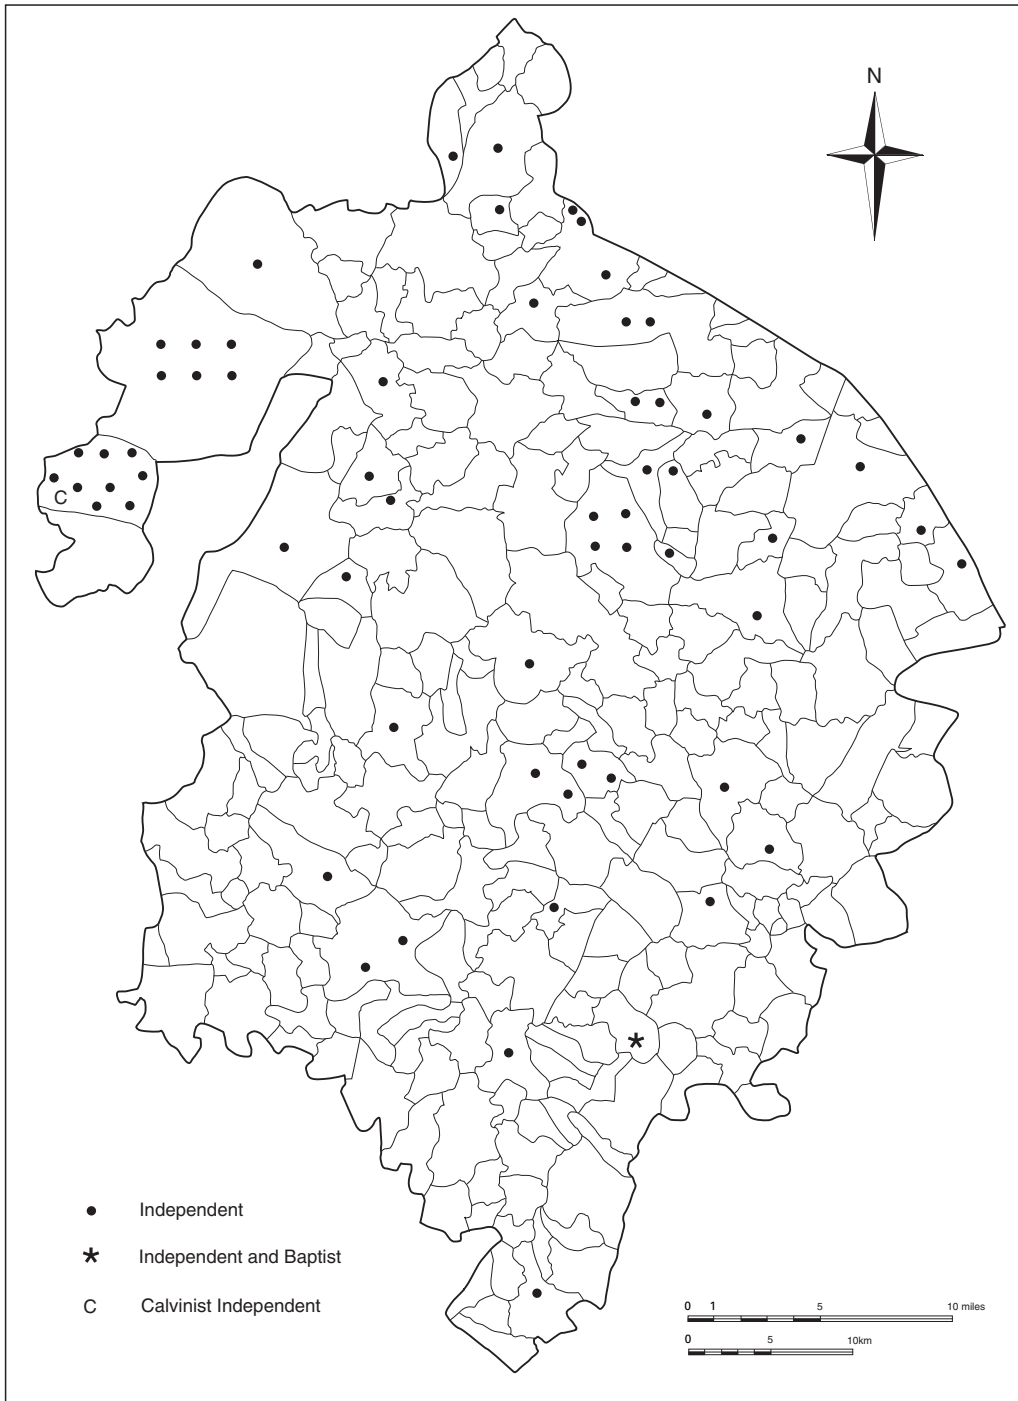 N
C
Independent
* Independent and Baptist
C Calvinist Independent
0 1 5 10 miles
0 5 10km